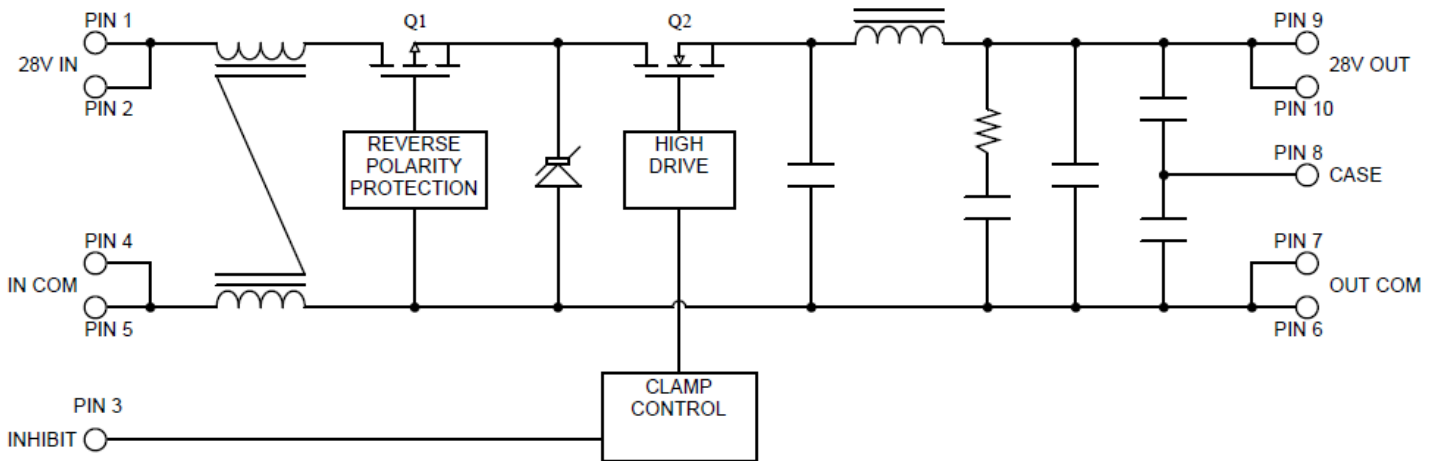 PIN 1
Q1
Q2
PIN 9
28V IN
28V OUT
PIN 2
PIN 10
REVERSE
POLARITY
PROTECTION
HIGH
DRIVE
PIN 8
CASE
PIN 4
PIN 7
IN COM
OUT COM
PIN 5
PIN 6
CLAMP
CONTROL
PIN 3
INHIBIT